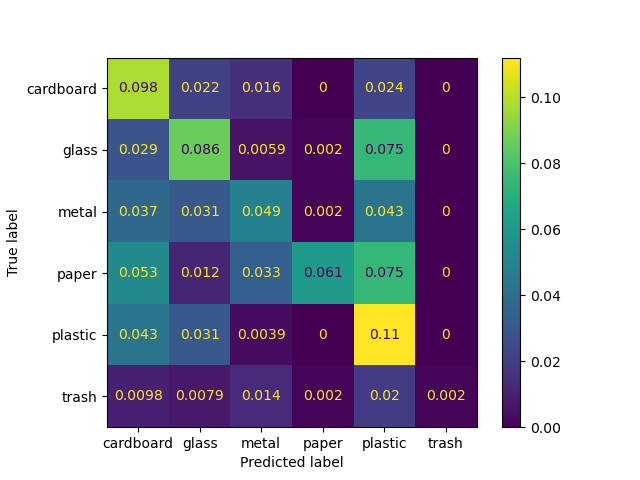 cardboard 0.098 0.022 0.016 0 0.024 0
glass 0.029 0.086 0.0059 0.002 0.075 0
metal 0.037 0.031 0.049 0.002 0.043 0
paper 0.053 0.012 0.033 0.061 0.075 0
plastic 0.043 0.031 0.0039 0 0.11 0
trash 0.0098 0.0079 0.014 0.002 0.02 0.002
cardboard glass metal paper plastic trash
Predicted label
True label
0.10
0.08
0.06
0.04
0.02
0.00